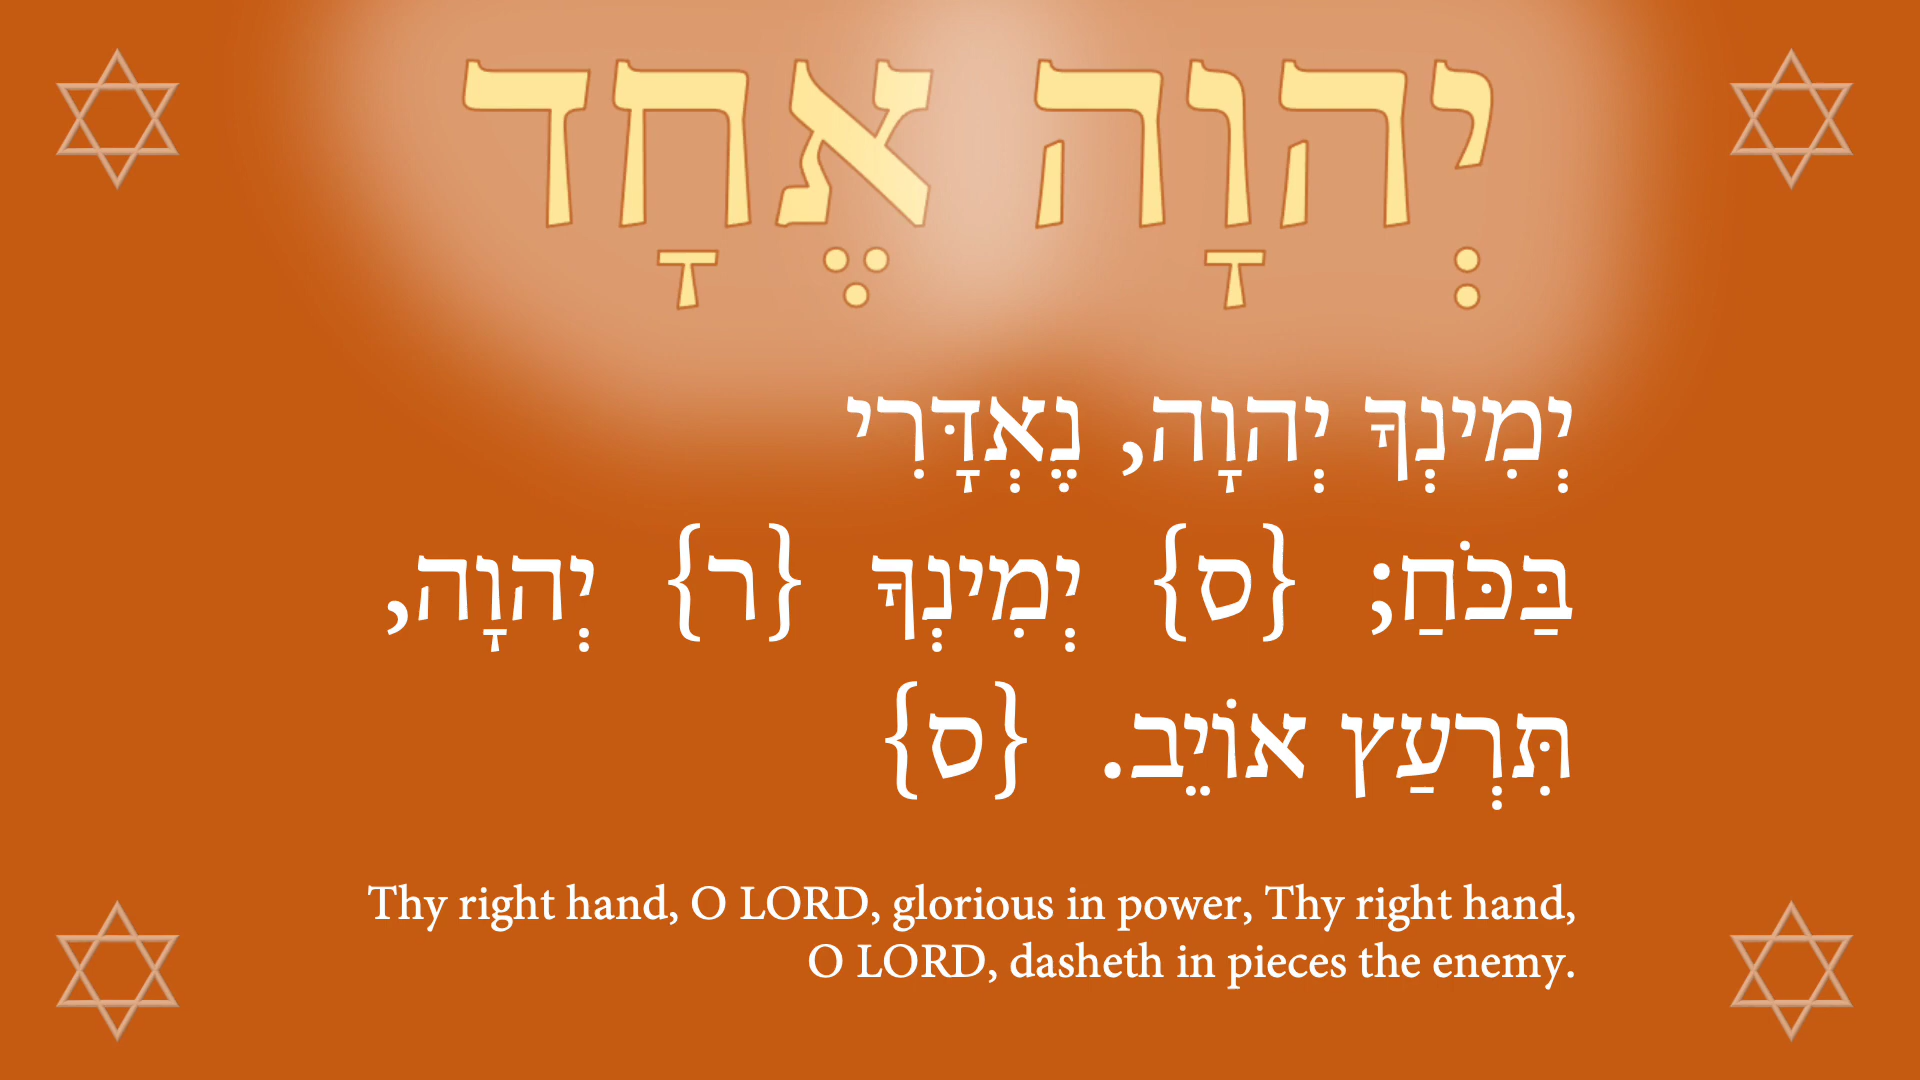 יְהוָה אֶחָד
יְמִינְךָ יְהוָה, נֶאְדָּרִי
בַּכֹּחַ; {ס} יְמִינְךָ {ר} יְהוָה,
תִּרְעַץ אוֹיֵב. {ס}
Thy right hand, O LORD, glorious in power, Thy right hand,
O LORD, dasheth in pieces the enemy.